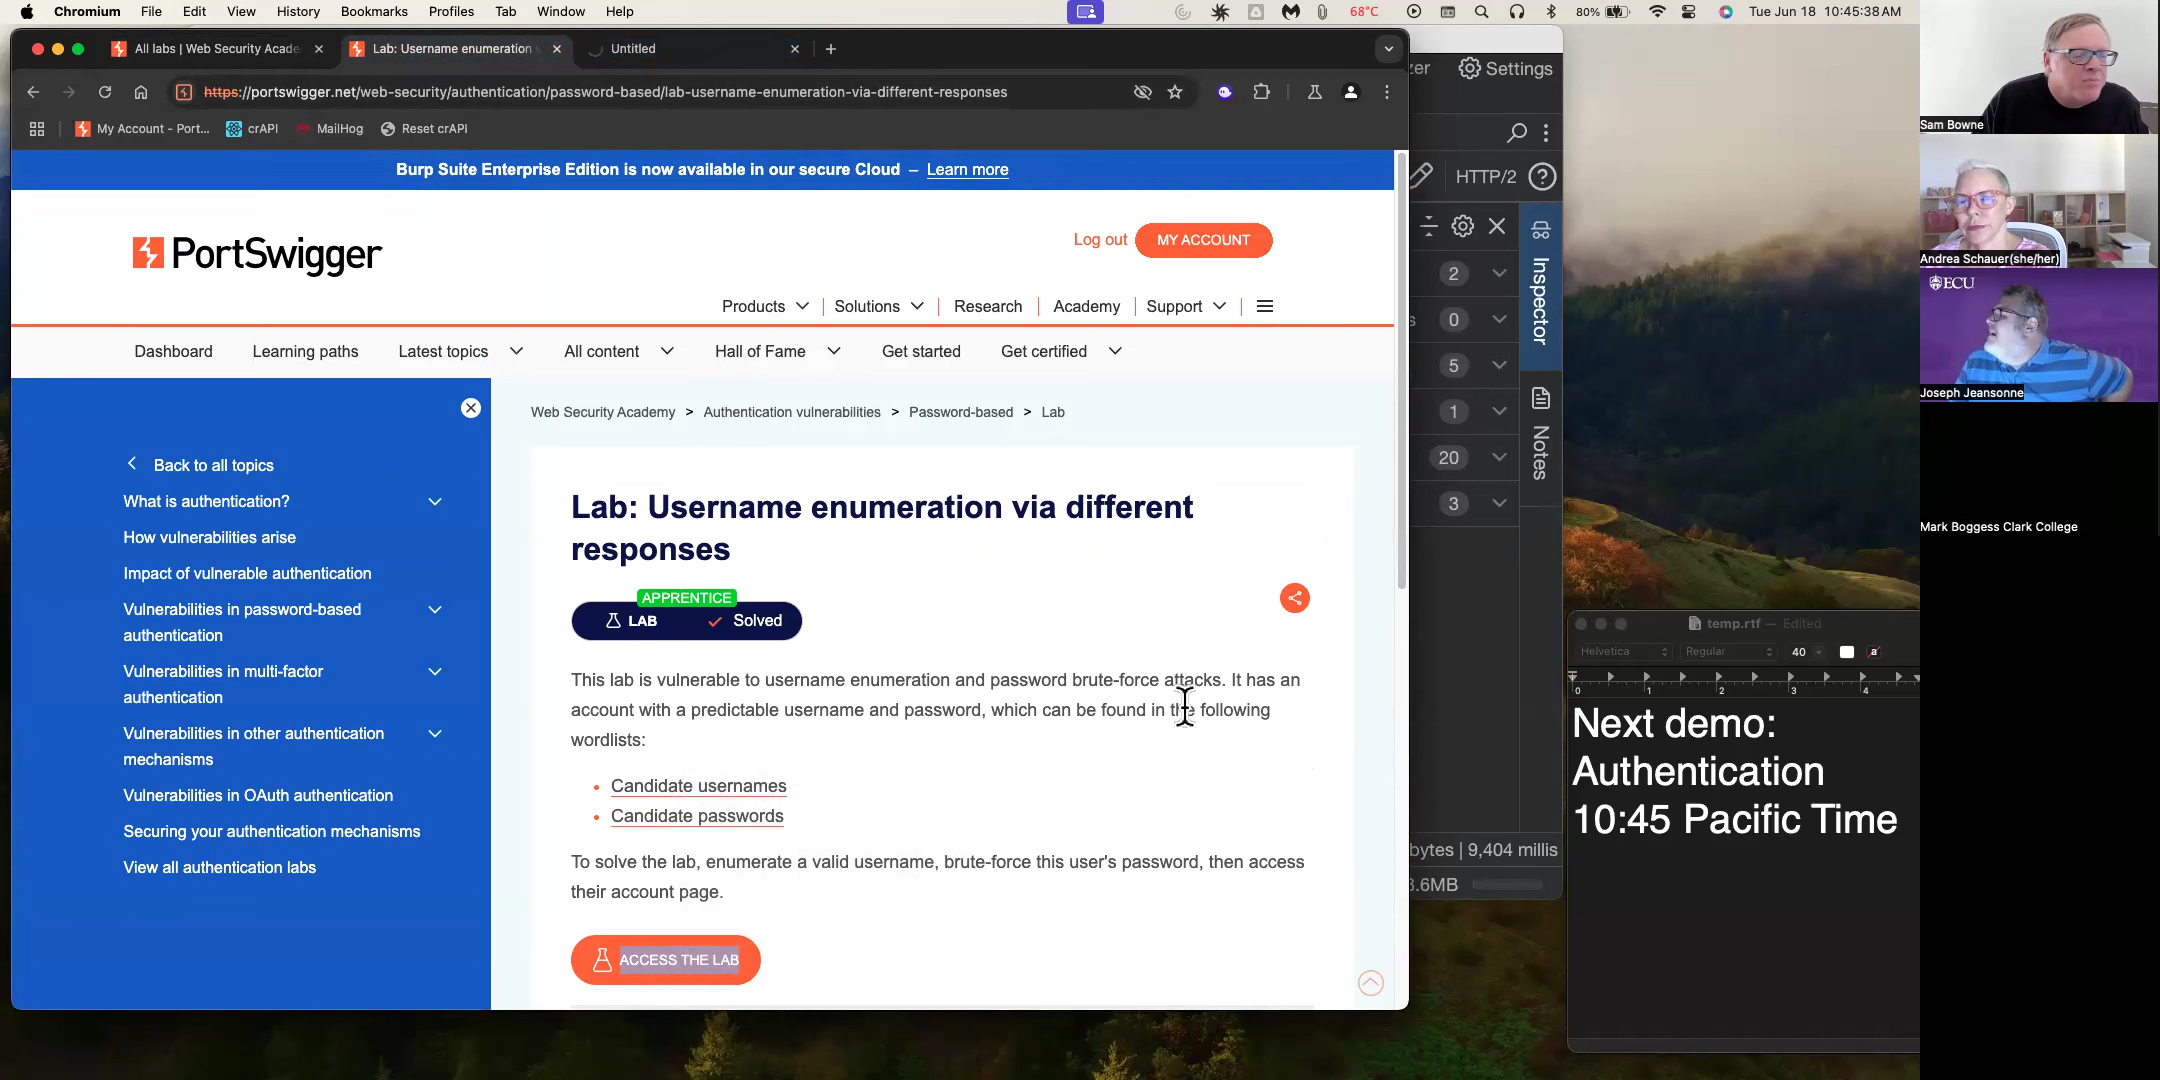 Chromium File Edit View History Bookmarks Profiles Tab Window Help
68°C
80%
Tue Jun 18 10:45:38 AM
All labs | Web Security Acade
Lab: Username enumeration
Untitled
https://portswigger.net/web-security/authentication/password-based/lab-username-enumeration-via-different-responses
My Account - Port...
crAPI
MailHog
Reset crAPI
Burp Suite Enterprise Edition is now available in our secure Cloud – Learn more
PortSwigger
Log out
MY ACCOUNT
Products
Solutions
Research
Academy
Support
Dashboard
Learning paths
Latest topics
All content
Hall of Fame
Get started
Get certified
Back to all topics
What is authentication?
How vulnerabilities arise
Impact of vulnerable authentication
Vulnerabilities in password-based
authentication
Vulnerabilities in multi-factor
authentication
Vulnerabilities in other authentication
mechanisms
Vulnerabilities in OAuth authentication
Securing your authentication mechanisms
View all authentication labs
Web Security Academy > Authentication vulnerabilities > Password-based > Lab
Lab: Username enumeration via different
responses
APPRENTICE
LAB
Solved
This lab is vulnerable to username enumeration and password brute-force attacks. It has an
account with a predictable username and password, which can be found in the following
wordlists:
• Candidate usernames
• Candidate passwords
To solve the lab, enumerate a valid username, brute-force this user's password, then access
their account page.
ACCESS THE LAB
zer
Settings
HTTP/2
2
s 0
5
1
20
3
Inspector
Notes
bytes | 9,404 millis
3.6MB
temp.rtf — Edited
Helvetica
Regular
40
a
0 1 2 3 4
Next demo:
Authentication
10:45 Pacific Time
Sam Bowne
Andrea Schauer(she/her)
ECU
Joseph Jeansonne
Mark Boggess Clark College